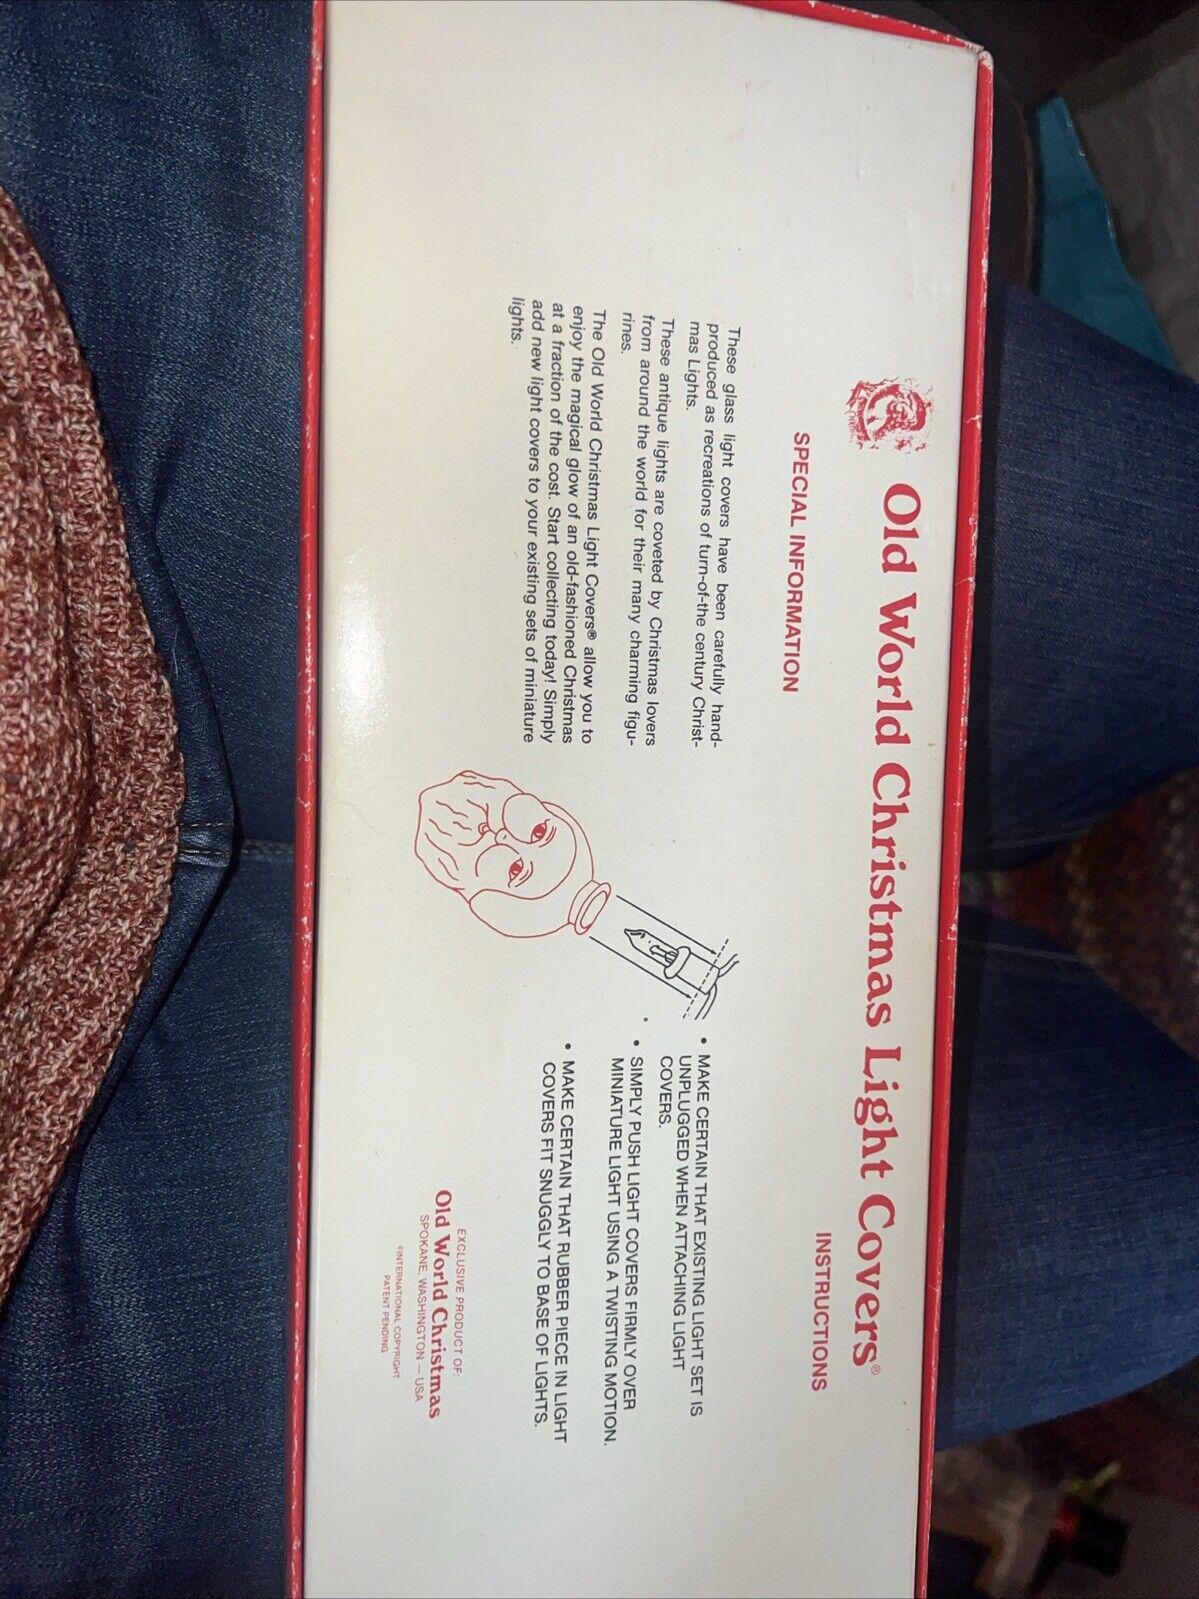 Old World Christmas Light Covers®
SPECIAL INFORMATION
These glass light covers have been carefully hand-
produced as recreations of turn-of-the century Christ-
mas Lights.
These antique lights are coveted by Christmas lovers
from around the world for their many charming figu-
rines.
The Old World Christmas Light Covers® allow you to
enjoy the magical glow of an old-fashioned Christmas
at a fraction of the cost. Start collecting today! Simply
add new light covers to your existing sets of miniature
lights.
INSTRUCTIONS
• MAKE CERTAIN THAT EXISTING LIGHT SET IS
UNPLUGGED WHEN ATTACHING LIGHT
COVERS.
• SIMPLY PUSH LIGHT COVERS FIRMLY OVER
MINIATURE LIGHT USING A TWISTING MOTION.
• MAKE CERTAIN THAT RUBBER PIECE IN LIGHT
COVERS FIT SNUGGLY TO BASE OF LIGHTS.
EXCLUSIVE PRODUCT OF:
Old World Christmas
SPOKANE, WASHINGTON — USA
©INTERNATIONAL COPYRIGHT
PATENT PENDING